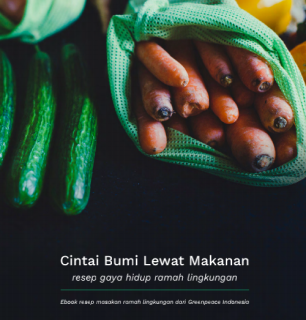 Cintai Bumi Lewat Makanan
resep gaya hidup ramah lingkungan
Ebook resep masakan ramah lingkungan dari Greenpeace Indonesia